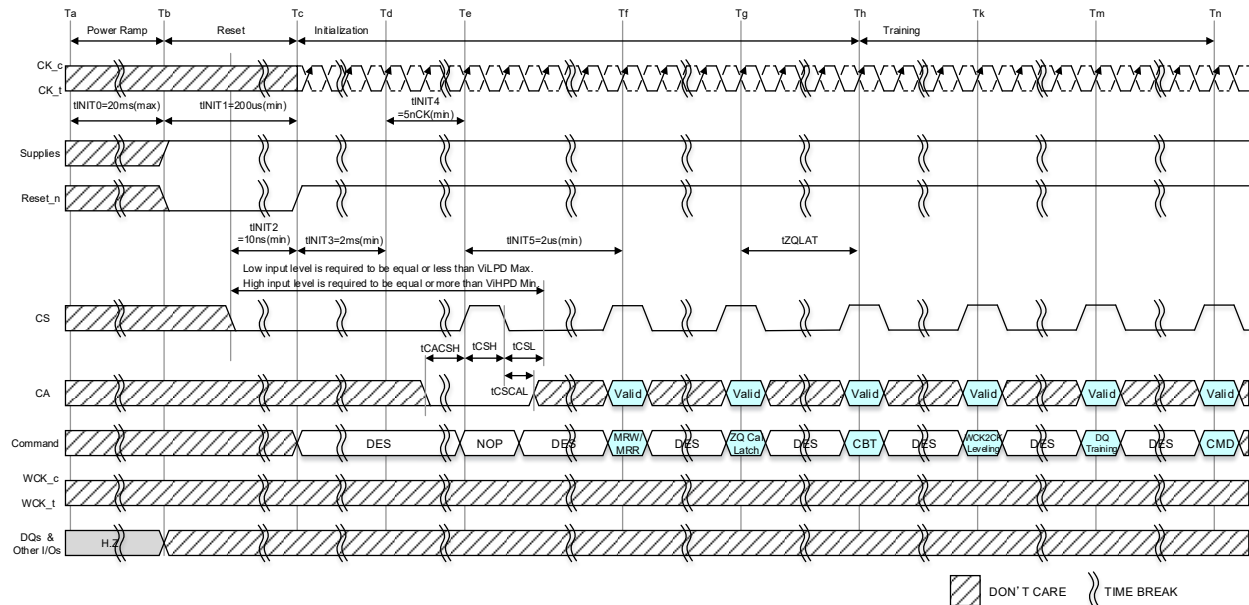 Ta Tb Tc Td Te Tf Tg Th Tk Tm Tn
Power Ramp Reset Initialization Training
CK_c
CK_t
tINIT0=20ms(max) tINIT1=200us(min) tINIT4
=5nCK(min)
Supplies
Reset_n
tINIT2
=10ns(min) tINIT3=2ms(min) tINIT5=2us(min) tZQLAT
Low input level is required to be equal or less than ViLPD Max.
High input level is required to be equal or more than ViHPD Min.
CS
tCACSH tCSH tCSL
tCSCAL
CA Valid Valid Valid Valid Valid Valid
Command DES NOP DES MRW/
MRR DES ZQ Cal
Latch DES CBT DES WCK2CK
Leveling DES DQ
Training DES CMD
WCK_c
WCK_t
DQs &
Other I/Os H.Z
DON'T CARE TIME BREAK